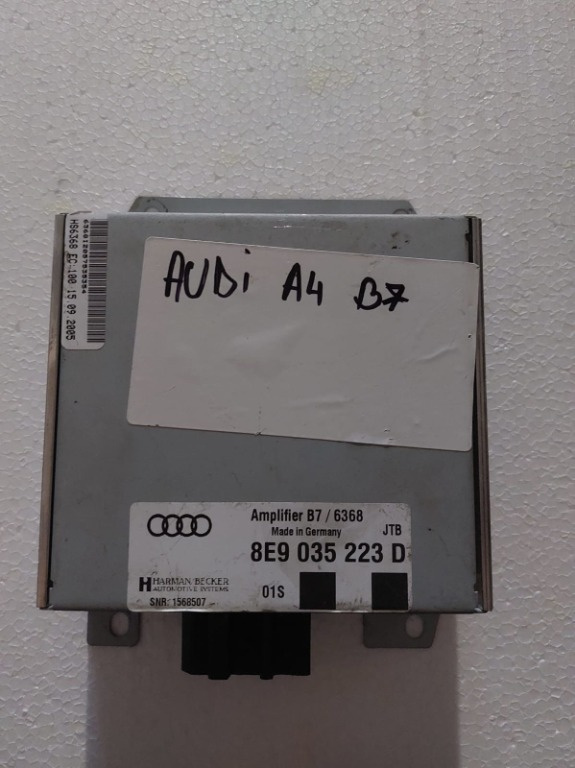 AUDi A4 B7
HB6368 EC:100-15.09.2005
Amplifier B7 / 6368
Made in Germany JTB
8E9 035 223 D
HARMAN/BECKER
AUTOMOTIVE SYSTEMS
01S
SNR: 1568507